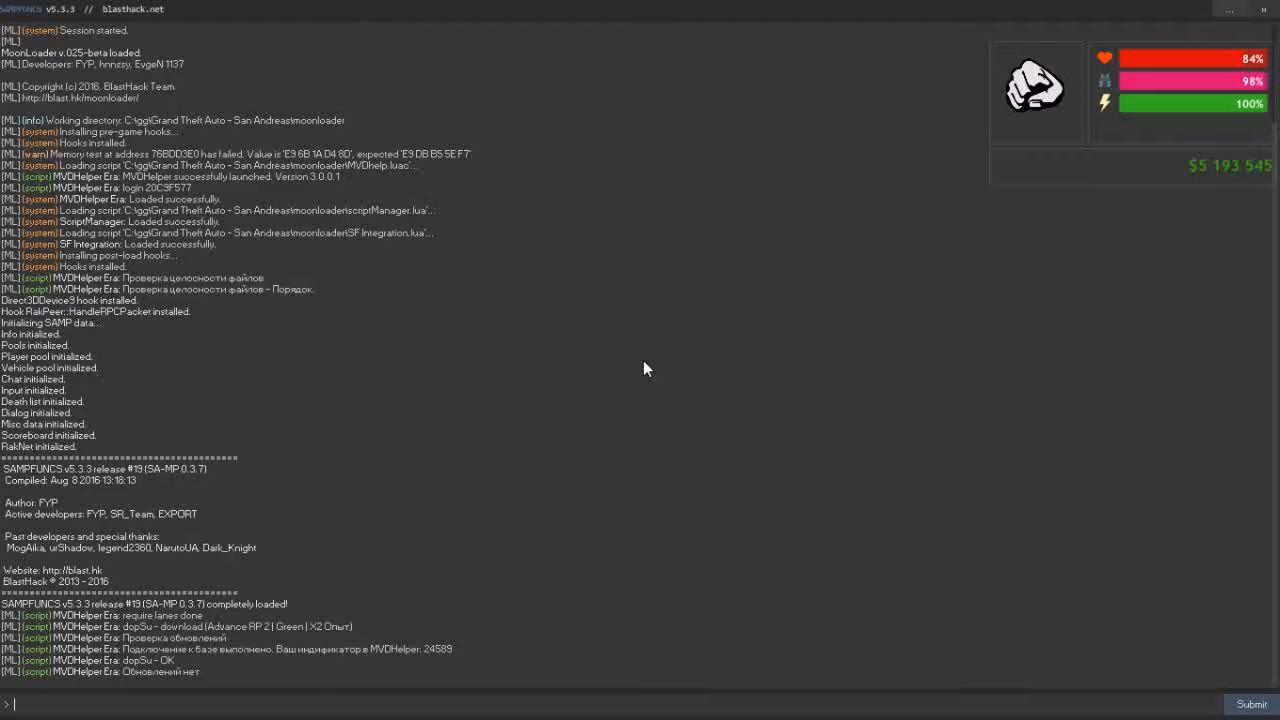 SAMPFUNCS v5.3.3 // blasthack.net
... ×
[ML] (system) Session started.
[ML]
MoonLoader v.025-beta loaded.
[ML] Developers: FYP, hnnssy, EvgeN 1137
[ML] Copyright (c) 2016, BlastHack Team
[ML] http://blast.hk/moonloader/
[ML] (info) Working directory: C:\gg\Grand Theft Auto - San Andreas\moonloader
[ML] (system) Installing pre-game hooks...
[ML] (system) Hooks installed.
[ML] (warn) Memory test at address 76BDD3E0 has failed. Value is 'E9 6B 1A D4 8D', expected 'E9 DB B5 5E F7'
[ML] (system) Loading script 'C:\gg\Grand Theft Auto - San Andreas\moonloader\MVDhelp.luac'...
[ML] (script) MVDHelper Era: MVDHelper successfully launched. Version 3.0.0.1
[ML] (script) MVDHelper Era: login 20C9F577
[ML] (system) MVDHelper Era: Loaded successfully.
[ML] (system) Loading script 'C:\gg\Grand Theft Auto - San Andreas\moonloader\scriptManager.lua'...
[ML] (system) ScriptManager: Loaded successfully.
[ML] (system) Loading script 'C:\gg\Grand Theft Auto - San Andreas\moonloader\SF Integration.lua'...
[ML] (system) SF Integration: Loaded successfully.
[ML] (system) Installing post-load hooks...
[ML] (system) Hooks installed.
[ML] (script) MVDHelper Era: Проверка целосности файлов
[ML] (script) MVDHelper Era: Проверка целосности файлов - Порядок.
Direct3DDevice9 hook installed.
Hook RakPeer::HandleRPCPacket installed.
Initializing SAMP data...
Info initialized.
Pools initialized.
Player pool initialized.
Vehicle pool initialized.
Chat initialized.
Input initialized.
Death list initialized.
Dialog initialized.
Misc data initialized.
Scoreboard initialized.
RakNet initialized.
==========================================
SAMPFUNCS v5.3.3 release #19 (SA-MP 0.3.7)
Compiled: Aug 8 2016 13:18:13
Author: FYP
Active developers: FYP, SR_Team, EXPORT
Past developers and special thanks:
MogAika, urShadow, legend2360, NarutoUA, Dark_Knight
Website: http://blast.hk
BlastHack © 2013 - 2016
==========================================
SAMPFUNCS v5.3.3 release #19 (SA-MP 0.3.7) completely loaded!
[ML] (script) MVDHelper Era: require lanes done
[ML] (script) MVDHelper Era: dopSu - download (Advance RP 2 | Green | X2 Опыт)
[ML] (script) MVDHelper Era: Проверка обновлений
[ML] (script) MVDHelper Era: Подключение к базе выполнено. Ваш индификатор в MVDHelper: 24589
[ML] (script) MVDHelper Era: dopSu - OK
[ML] (script) MVDHelper Era: Обновлений нет
84%
98%
100%
$5 193 545
>
Submit